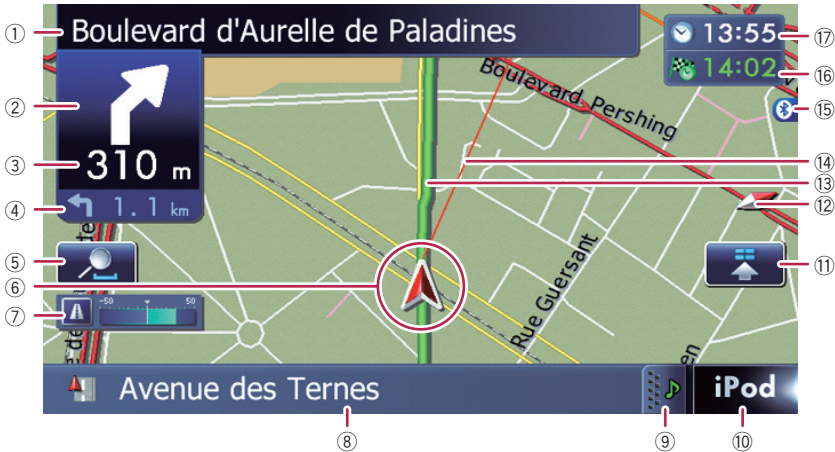 ① Boulevard d'Aurelle de Paladines
13:55 ⑰
14:02 ⑯
②
⑮
Boulevard Pershing
③ 310 m
⑭
⑬
④ 1.1 km
⑫
⑤
⑪
⑥
Rue Guersant
⑦ -50 50
de
en
Avenue des Ternes
iPod
⑧ ⑨ ⑩